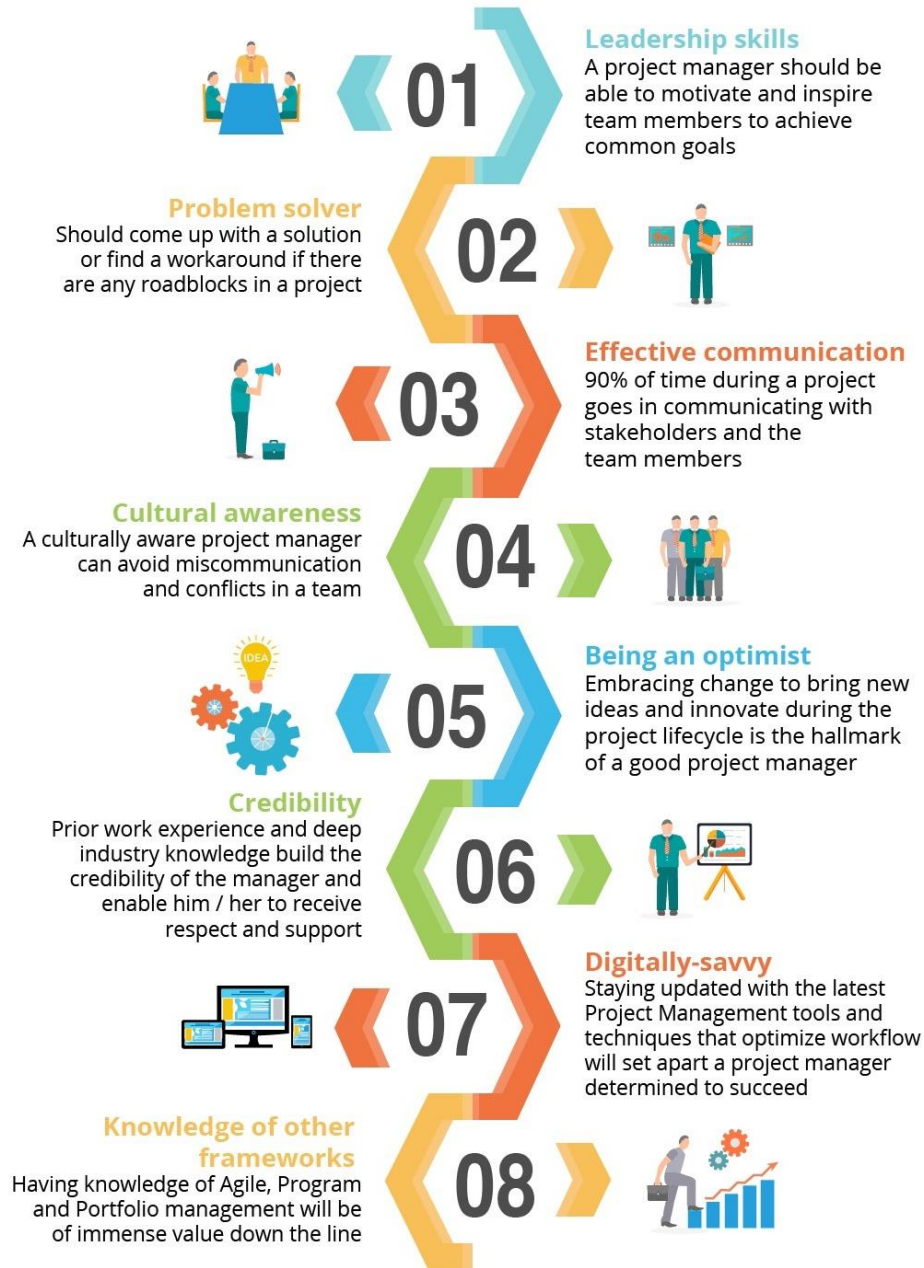 01
Leadership skills
A project manager should be
able to motivate and inspire
team members to achieve
common goals
Problem solver
Should come up with a solution
or find a workaround if there
are any roadblocks in a project
02
03
Effective communication
90% of time during a project
goes in communicating with
stakeholders and the
team members
Cultural awareness
A culturally aware project manager
can avoid miscommunication
and conflicts in a team
04
IDEA
05
Being an optimist
Embracing change to bring new
ideas and innovate during the
project lifecycle is the hallmark
of a good project manager
Credibility
Prior work experience and deep
industry knowledge build the
credibility of the manager and
enable him / her to receive
respect and support
06
07
Digitally-savvy
Staying updated with the latest
Project Management tools and
techniques that optimize workflow
will set apart a project manager
determined to succeed
Knowledge of other
frameworks
Having knowledge of Agile, Program
and Portfolio management will be
of immense value down the line
08